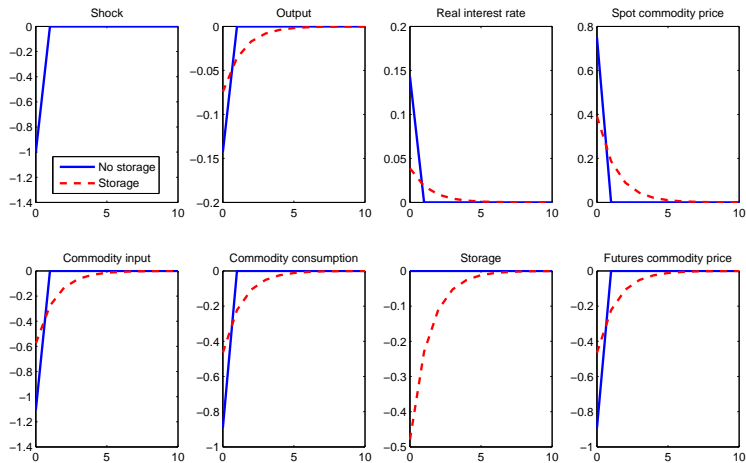 Shock
0
−0.2
−0.4
−0.6
−0.8
−1
−1.2
−1.4
0 5 10
No storage
Storage
Output
0
−0.05
−0.1
−0.15
−0.2
0 5 10
Real interest rate
0.2
0.15
0.1
0.05
0
0 5 10
Spot commodity price
0.8
0.6
0.4
0.2
0
0 5 10
Commodity input
0
−0.2
−0.4
−0.6
−0.8
−1
−1.2
−1.4
0 5 10
Commodity consumption
0
−0.2
−0.4
−0.6
−0.8
−1
0 5 10
Storage
0
−0.1
−0.2
−0.3
−0.4
−0.5
0 5 10
Futures commodity price
0
−0.2
−0.4
−0.6
−0.8
−1
0 5 10